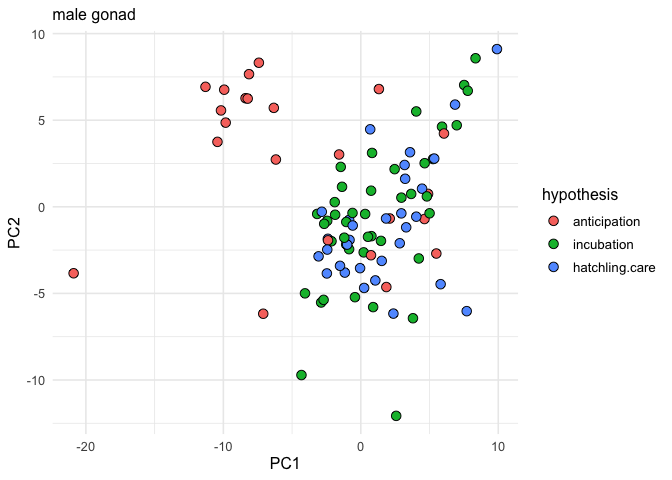 male gonad
10
5
0
-5
-10
PC2
-20
-10
0
10
PC1
hypothesis
anticipation
incubation
hatchling.care